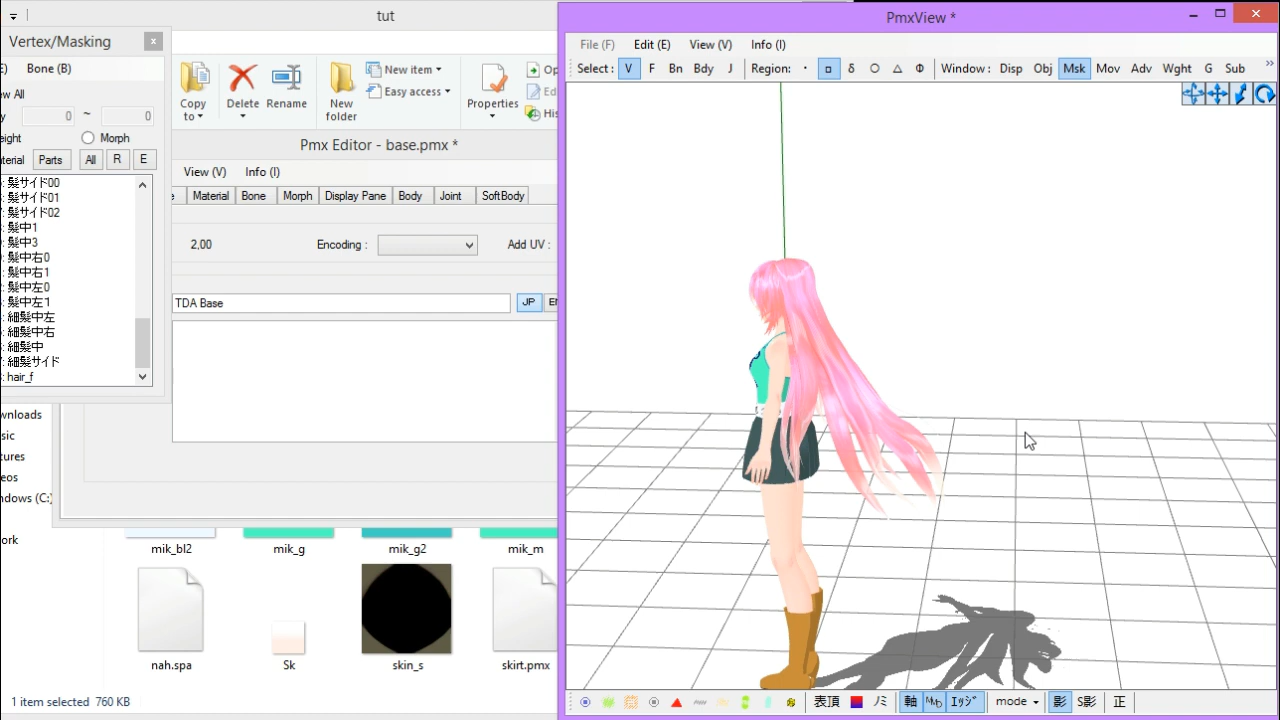 tut
Vertex/Masking
x
E)
Bone (B)
ew All
y
0
~
0
eight
Morph
aterial
Parts
All
R
E
: 髪サイド00
: 髪サイド01
: 髪サイド02
: 髪中1
: 髪中3
: 髪中右0
: 髪中右1
: 髪中左0
: 髪中左1
: 細髪中左
: 細髪中右
: 細髪中
: 細髪サイド
: hair_f
Copy to
Delete
Rename
New folder
New item
Easy access
Properties
Op
Ed
His
Pmx Editor - base.pmx *
View (V)
Info (I)
e
Material
Bone
Morph
Display Pane
Body
Joint
SoftBody
2,00
Encoding :
Add UV :
TDA Base
JP
wnloads
sic
tures
eos
ndows (C:)
ork
mik_bl2
mik_g
mik_g2
mik_m
nah.spa
Sk
skin_s
skirt.pmx
1 item selected 760 KB
PmxView *
File (F)
Edit (E)
View (V)
Info (I)
Select :
V
F
Bn
Bdy
J
Region:
Window :
Disp
Obj
Msk
Mov
Adv
Wght
G
Sub
表頂
軸
エッジ
mode
影
S影
正